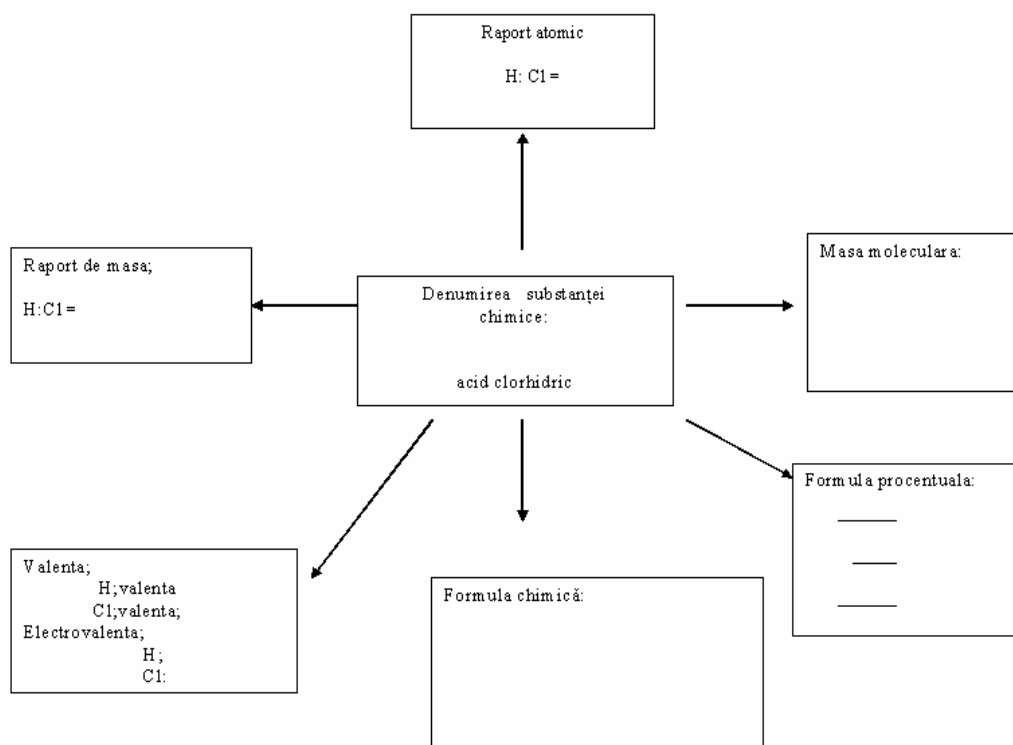 Raport atomic
H: Cl =
Raport de masa;
H:Cl =
Denumirea substanței
chimice:
acid clorhidric
Masa moleculara:
Formula procentuala:
Valenta;
H;valenta
Cl;valenta;
Electrovalenta;
H;
Cl:
Formula chimică: